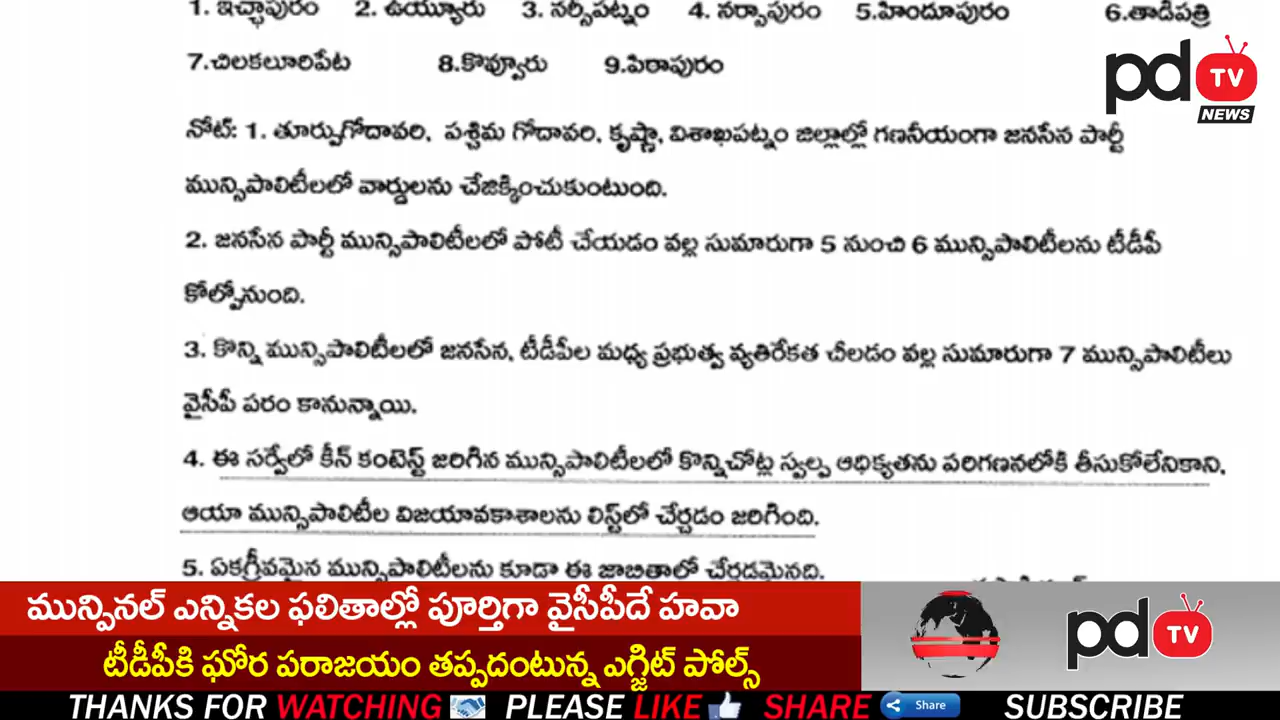 1. ఇచ్ఛాపురం 2. ఉయ్యూరు 3. నర్సీపట్నం 4. నర్సాపురం 5.హిందూపురం 6.తాడిపత్రి
7.చిలకలూరిపేట 8.కొవ్వూరు 9.పిఠాపురం
pd TV NEWS
నోట్: 1. తూర్పుగోదావరి, పశ్చిమ గోదావరి, కృష్ణా, విశాఖపట్నం జిల్లాల్లో గణనీయంగా జనసేన పార్టీ
మున్సిపాలిటీలలో వార్డులను చేజిక్కించుకుంటుంది.
2. జనసేన పార్టీ మున్సిపాలిటీలలో పోటీ చేయడం వల్ల సుమారుగా 5 నుంచి 6 మున్సిపాలిటీలను టీడీపీ
కోల్పోనుంది.
3. కొన్ని మున్సిపాలిటీలలో జనసేన, టీడీపీల మధ్య ప్రభుత్వ వ్యతిరేకత చీలడం వల్ల సుమారుగా 7 మున్సిపాలిటీలు
వైసీపీ పరం కానున్నాయి.
4. ఈ సర్వేలో కీన్ కంటెస్ట్ జరిగిన మున్సిపాలిటీలలో కొన్నిచోట్ల స్వల్ప ఆధిక్యతను పరిగణనలోకి తీసుకోలేనికాని,
ఆయా మున్సిపాలిటీల విజయావకాశాలను లిస్ట్‌లో చేర్చడం జరిగింది.
5. ఏకగ్రీవమైన మున్సిపాలిటీలను కూడా ఈ జాబితాలో చేర్చడమైనది.
మున్సినల్ ఎన్నికల ఫలితాల్లో పూర్తిగా వైసీపీదే హవా
టీడీపీకి ఘోర పరాజయం తప్పదంటున్న ఎగ్జిట్ పోల్స్
pd TV
THANKS FOR WATCHING PLEASE LIKE SHARE Share SUBSCRIBE